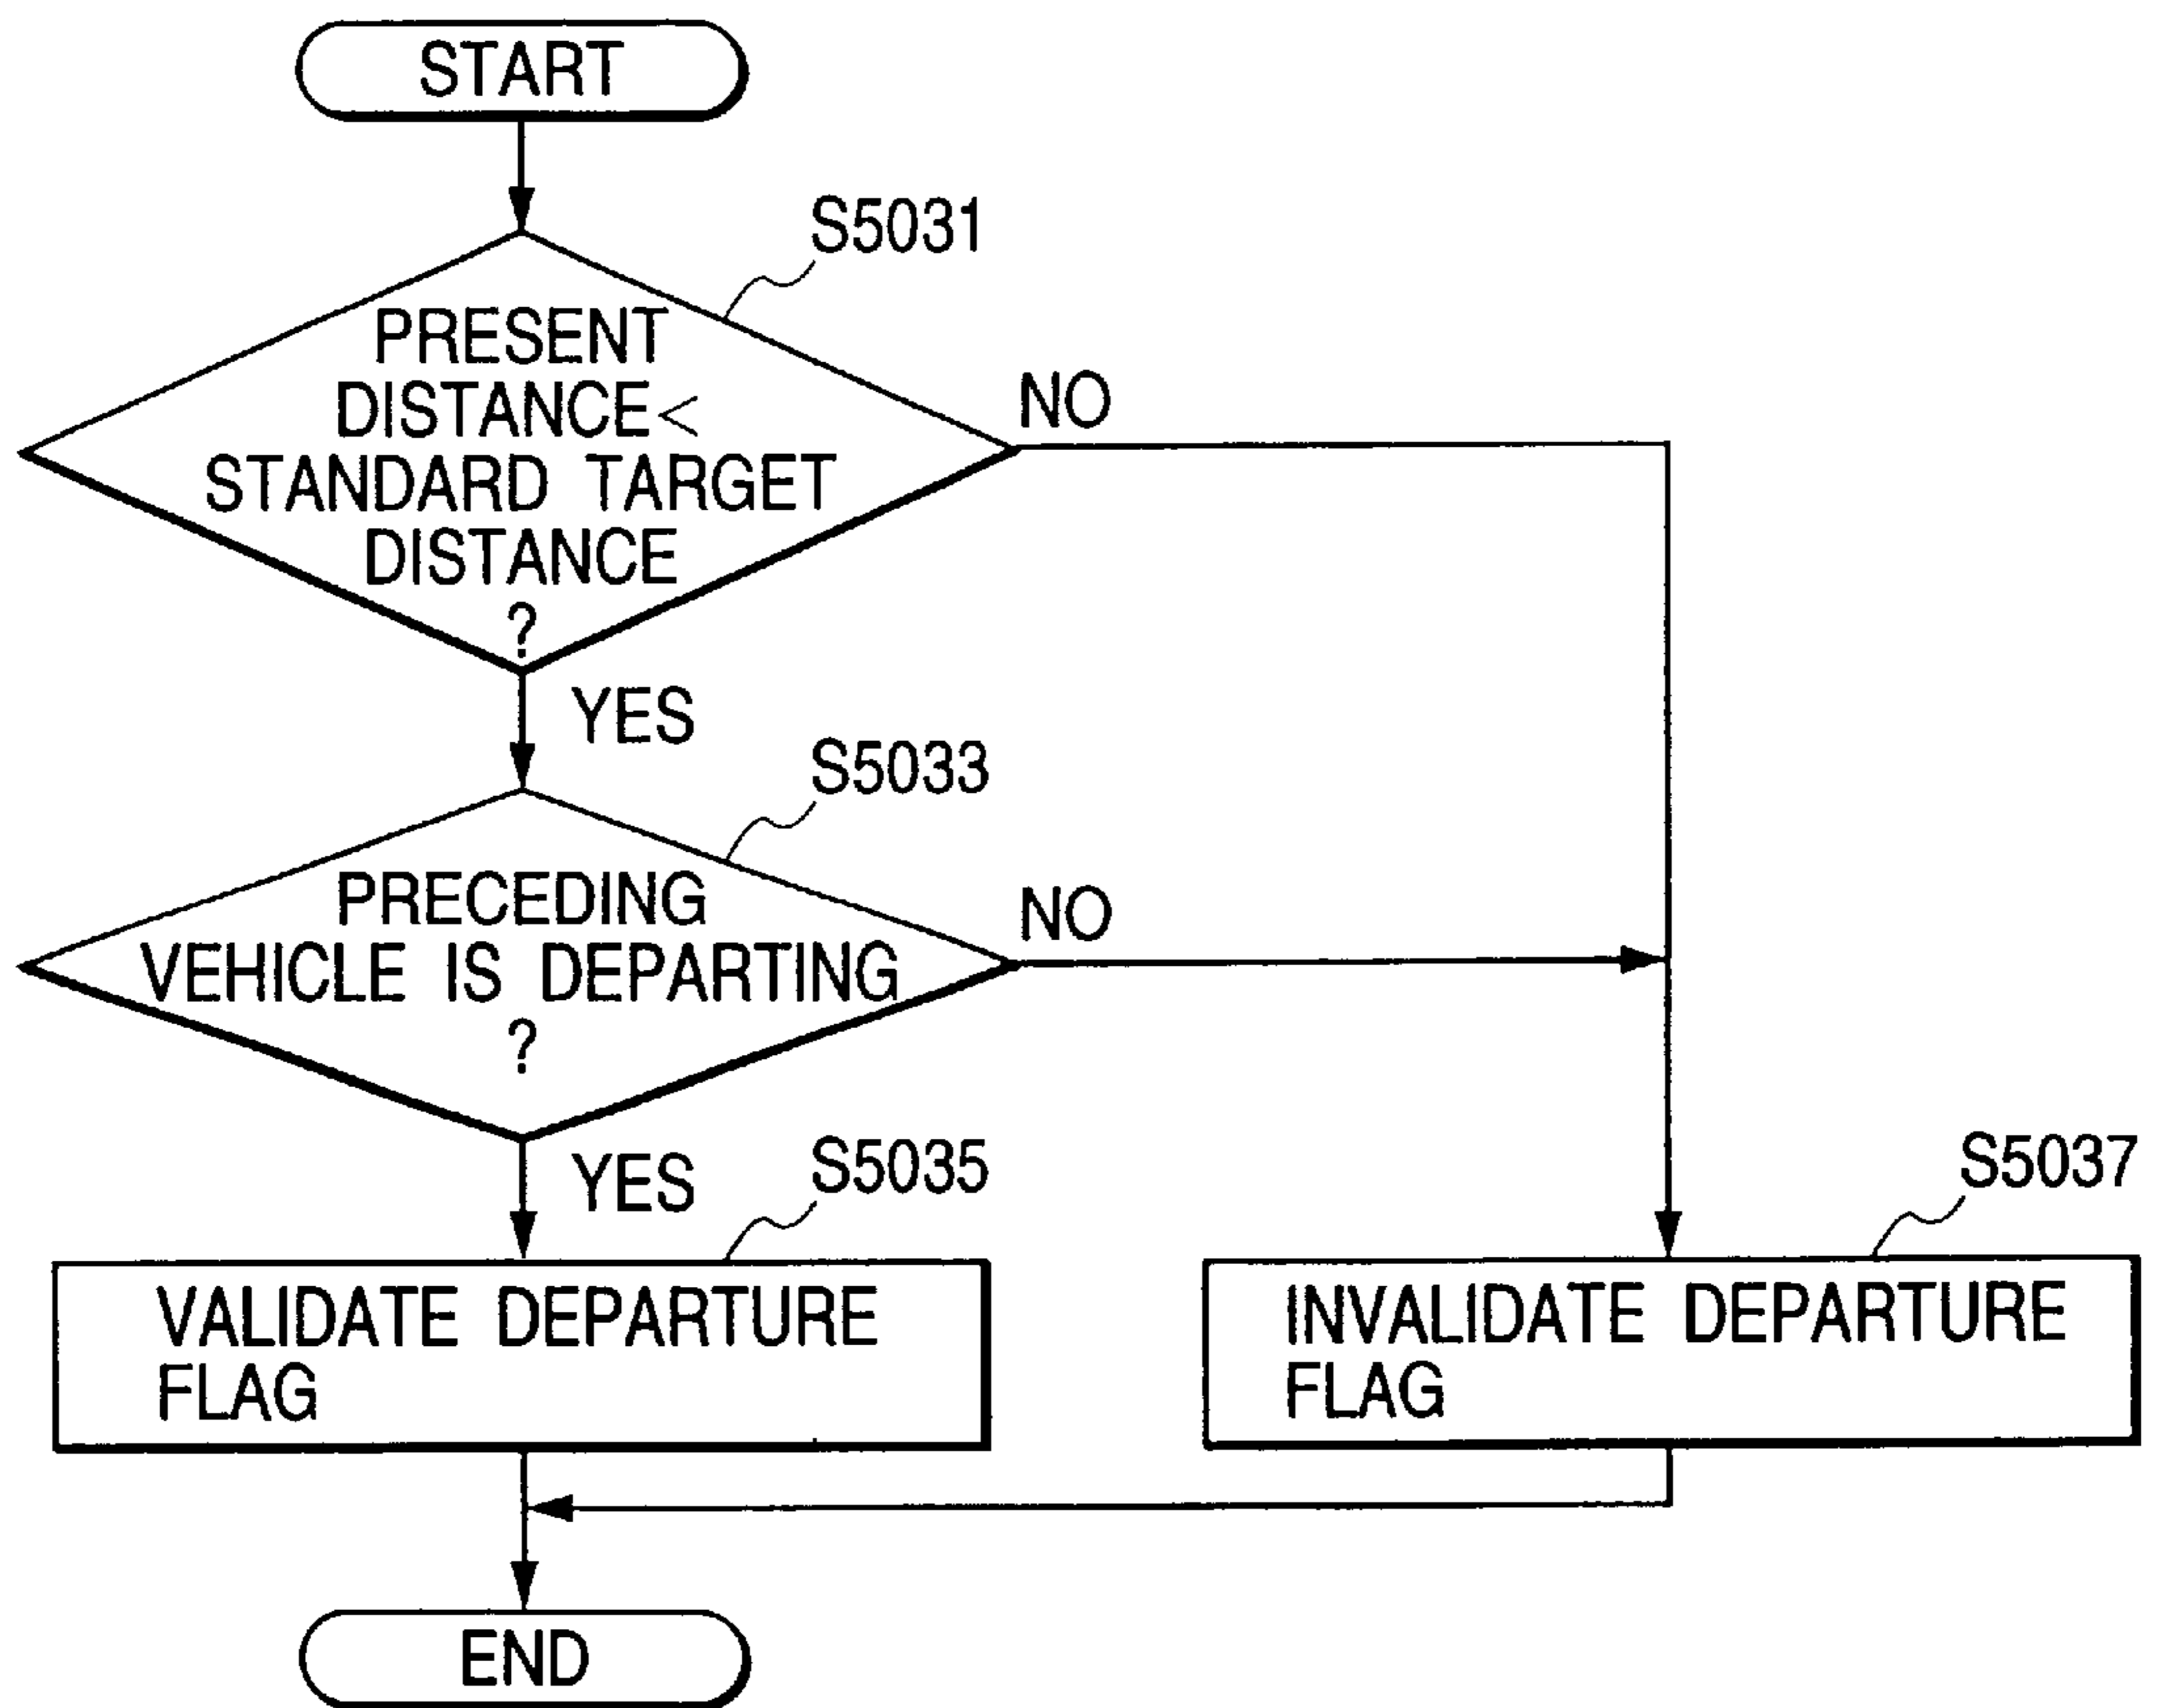 START
S5031
PRESENT
DISTANCE<
STANDARD TARGET
DISTANCE
?
NO
YES
S5033
PRECEDING
VEHICLE IS DEPARTING
?
NO
YES
S5035
S5037
VALIDATE DEPARTURE
FLAG
INVALIDATE DEPARTURE
FLAG
END